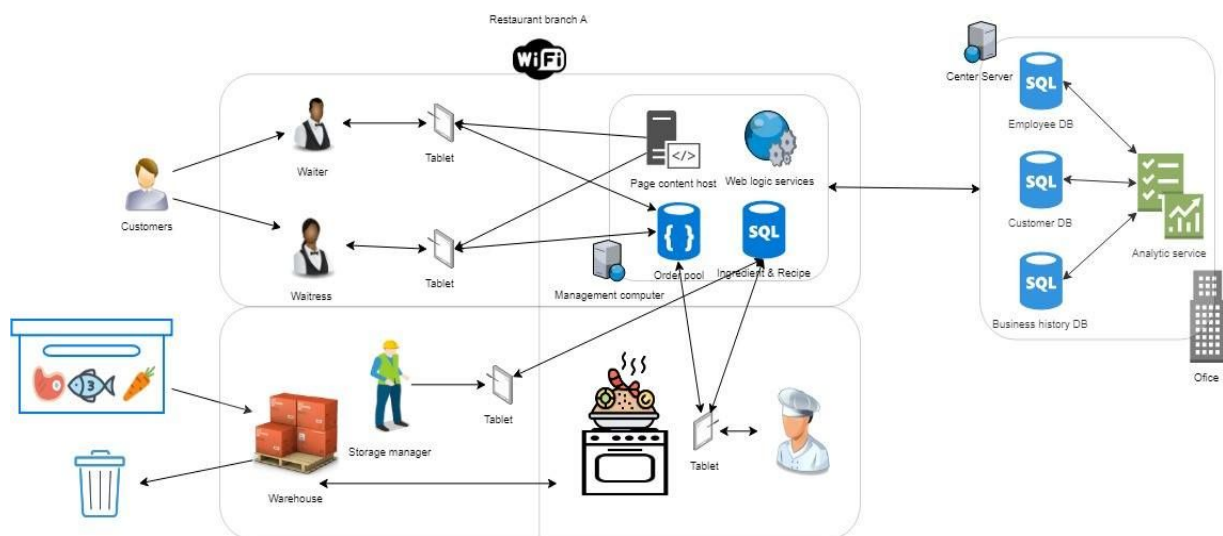 Restaurant branch A
WiFi
Center Server
SQL
Employee DB
Waiter
Tablet
</>
Page content host
Web logic services
SQL
Customer DB
Analytic service
Customers
Waitress
Tablet
{ }
Order pool
SQL
Ingredient & Recipe
Management computer
SQL
Business history DB
Ofice
3
Storage manager
Tablet
Tablet
Warehouse